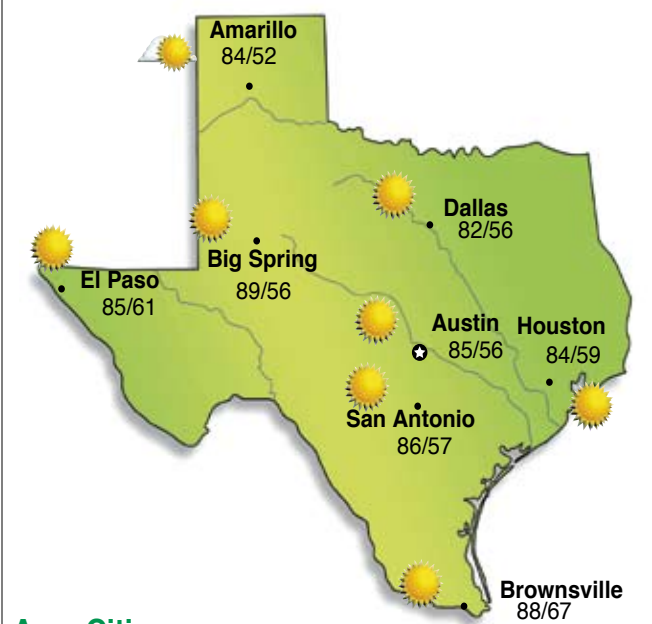 Amarillo
84/52
Dallas
82/56
Big Spring
89/56
El Paso
85/61
Austin
85/56
Houston
84/59
San Antonio
86/57
Brownsville
88/67